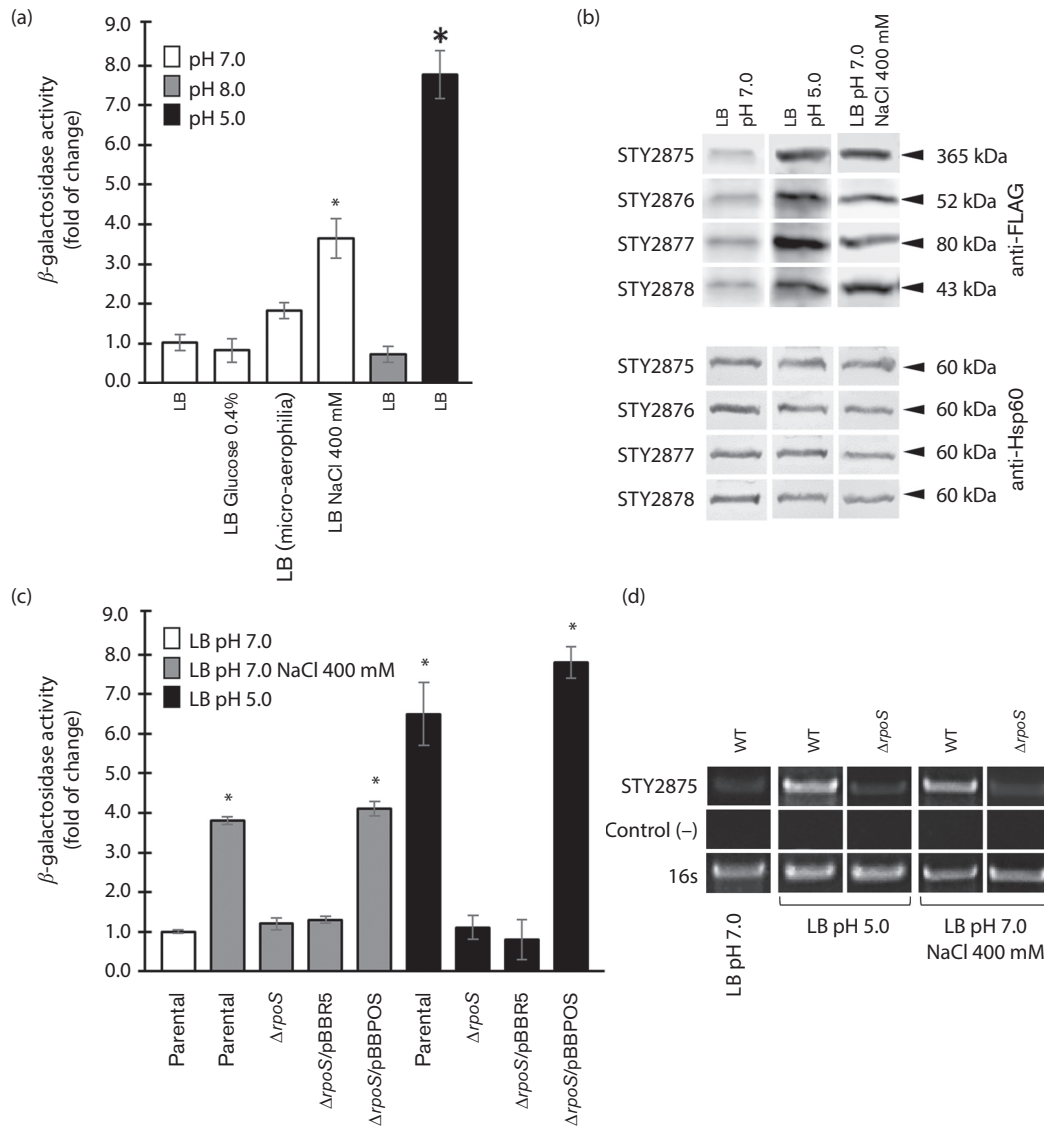 (a)
9.0
8.0
7.0
6.0
5.0
4.0
3.0
2.0
1.0
0.0
β-galactosidase activity
(fold of change)
pH 7.0
pH 8.0
pH 5.0
*
*
LB
LB Glucose 0.4%
LB (micro-aerophilia)
LB NaCl 400 mM
LB
LB
(b)
LB
pH 7.0
LB
pH 5.0
LB pH 7.0
NaCl 400 mM
STY2875
365 kDa
STY2876
52 kDa
STY2877
80 kDa
STY2878
43 kDa
anti-FLAG
STY2875
60 kDa
STY2876
60 kDa
STY2877
60 kDa
STY2878
60 kDa
anti-Hsp60
(c)
9.0
8.0
7.0
6.0
5.0
4.0
3.0
2.0
1.0
0.0
β-galactosidase activity
(fold of change)
LB pH 7.0
LB pH 7.0 NaCl 400 mM
LB pH 5.0
*
*
*
*
Parental
Parental
ΔrpoS
ΔrpoS/pBBR5
ΔrpoS/pBBPOS
Parental
ΔrpoS
ΔrpoS/pBBR5
ΔrpoS/pBBPOS
(d)
WT
WT
ΔrpoS
WT
ΔrpoS
STY2875
Control (–)
16s
LB pH 7.0
LB pH 5.0
LB pH 7.0
NaCl 400 mM